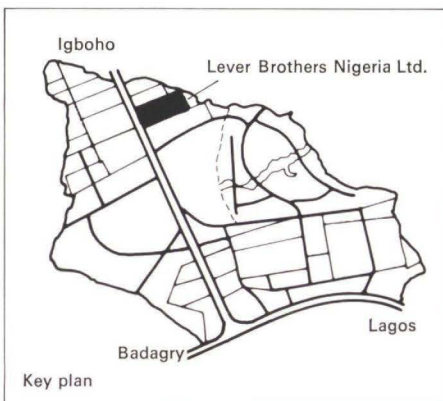 Igboho
Lever Brothers Nigeria Ltd.
Lagos
Badagry
Key plan